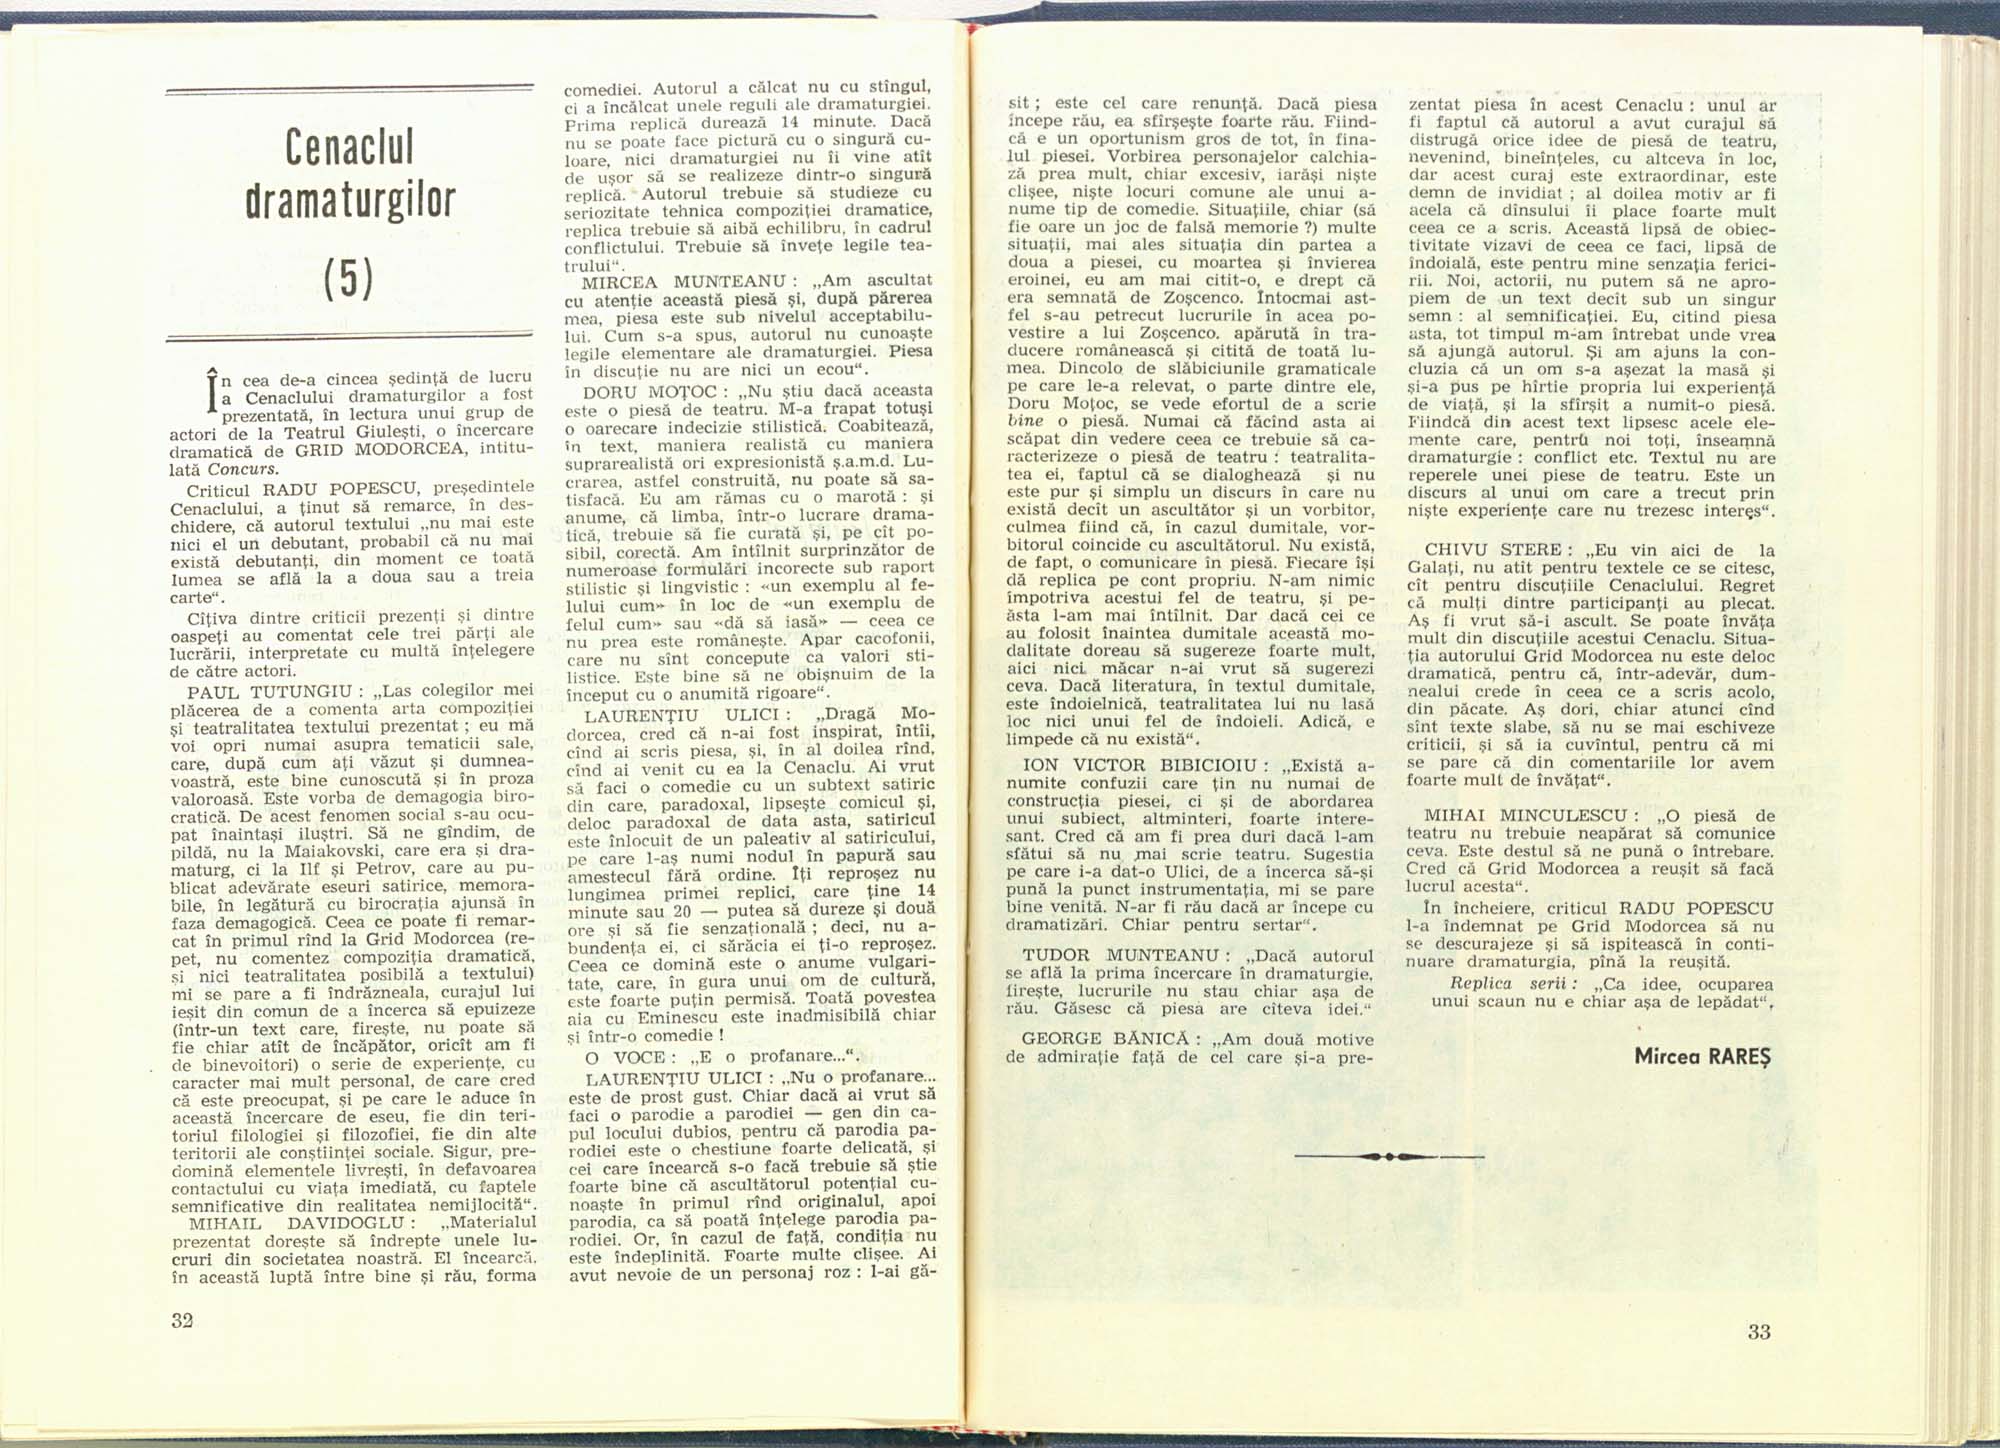 Cenaclul
dramaturgilor
(5)
În cea de-a cincea ședință de lucru
a Cenaclului dramaturgilor a fost
prezentată, în lectura unui grup de
actori de la Teatrul Giulești, o încercare
dramatică de GRID MODORCEA, intitu-
lată Concurs.
Criticul RADU POPESCU, președintele
Cenaclului, a ținut să remarce, în des-
chidere, că autorul textului „nu mai este
nici el un debutant, probabil că nu mai
există debutanți, din moment ce toată
lumea se află la a doua sau a treia
carte“.
Cîțiva dintre criticii prezenți și dintre
oaspeți au comentat cele trei părți ale
lucrării, interpretate cu multă înțelegere
de către actori.
PAUL TUTUNGIU : „Las colegilor mei
plăcerea de a comenta arta compoziției
și teatralitatea textului prezentat ; eu mă
voi opri numai asupra tematicii sale,
care, după cum ați văzut și dumnea-
voastră, este bine cunoscută și în proza
valoroasă. Este vorba de demagogia biro-
cratică. De acest fenomen social s-au ocu-
pat înaintași iluștri. Să ne gîndim, de
pildă, nu la Maiakovski, care era și dra-
maturg, ci la Ilf și Petrov, care au pu-
blicat adevărate eseuri satirice, memora-
bile, în legătură cu birocrația ajunsă în
faza demagogică. Ceea ce poate fi remar-
cat în primul rînd la Grid Modorcea (re-
pet, nu comentez compoziția dramatică,
și nici teatralitatea posibilă a textului)
mi se pare a fi îndrăzneala, curajul lui
ieșit din comun de a încerca să epuizeze
(într-un text care, firește, nu poate să
fie chiar atît de încăpător, oricît am fi
de binevoitori) o serie de experiențe, cu
caracter mai mult personal, de care cred
că este preocupat, și pe care le aduce în
această încercare de eseu, fie din teri-
toriul filologiei și filozofiei, fie din alte
teritorii ale conștiinței sociale. Sigur, pre-
domină elementele livrești, în defavoarea
contactului cu viața imediată, cu faptele
semnificative din realitatea nemijlocită“.
MIHAIL DAVIDOGLU : „Materialul
prezentat dorește să îndrepte unele lu-
cruri din societatea noastră. El încearcă,
în această luptă între bine și rău, forma
32
comediei. Autorul a călcat nu cu stîngul,
ci a încălcat unele reguli ale dramaturgiei.
Prima replică durează 14 minute. Dacă
nu se poate face pictură cu o singură cu-
loare, nici dramaturgiei nu îi vine atît
de ușor să se realizeze dintr-o singură
replică. Autorul trebuie să studieze cu
seriozitate tehnica compoziției dramatice,
replica trebuie să aibă echilibru, în cadrul
conflictului. Trebuie să învețe legile tea-
trului“.
MIRCEA MUNTEANU : „Am ascultat
cu atenție această piesă și, după părerea
mea, piesa este sub nivelul acceptabilu-
lui. Cum s-a spus, autorul nu cunoaște
legile elementare ale dramaturgiei. Piesa
în discuție nu are nici un ecou“.
DORU MOȚOC : „Nu știu dacă aceasta
este o piesă de teatru. M-a frapat totuși
o oarecare indecizie stilistică. Coabitează,
în text, maniera realistă cu maniera
suprarealistă ori expresionistă ș.a.m.d. Lu-
crarea, astfel construită, nu poate să sa-
tisfacă. Eu am rămas cu o marotă : și
anume, că limba, într-o lucrare drama-
tică, trebuie să fie curată și, pe cît po-
sibil, corectă. Am întîlnit surprinzător de
numeroase formulări incorecte sub raport
stilistic și lingvistic : «un exemplu al fe-
lului cum» în loc de «un exemplu de
felul cum» sau «dă să iasă» — ceea ce
nu prea este românește. Apar cacofonii,
care nu sînt concepute ca valori sti-
listice. Este bine să ne obișnuim de la
început cu o anumită rigoare“.
LAURENȚIU ULICI : „Dragă Mo-
dorcea, cred că n-ai fost inspirat, întîi,
cînd ai scris piesa, și, în al doilea rînd,
cînd ai venit cu ea la Cenaclu. Ai vrut
să faci o comedie cu un subtext satiric
din care, paradoxal, lipsește comicul și,
deloc paradoxal de data asta, satiricul
este înlocuit de un paleativ al satiricului,
pe care l-aș numi nodul în papură sau
amestecul fără ordine. Îți reproșez nu
lungimea primei replici, care ține 14
minute sau 20 — putea să dureze și două
ore și să fie senzațională ; deci, nu a-
bundența ei, ci sărăcia ei ți-o reproșez.
Ceea ce domină este o anume vulgari-
tate, care, în gura unui om de cultură,
este foarte puțin permisă. Toată povestea
aia cu Eminescu este inadmisibilă chiar
și într-o comedie !
O VOCE : „E o profanare...“.
LAURENȚIU ULICI : „Nu o profanare...
este de prost gust. Chiar dacă ai vrut să
faci o parodie a parodiei — gen din ca-
pul locului dubios, pentru că parodia pa-
rodiei este o chestiune foarte delicată, și
cei care încearcă s-o facă trebuie să știe
foarte bine că ascultătorul potențial cu-
noaște în primul rînd originalul, apoi
parodia, ca să poată înțelege parodia pa-
rodiei. Or, în cazul de față, condiția nu
este îndeplinită. Foarte multe clișee. Ai
avut nevoie de un personaj roz : l-ai gă-
sit ; este cel care renunță. Dacă piesa
începe rău, ea sfîrșește foarte rău. Fiind-
că e un oportunism gros de tot, în fina-
lul piesei. Vorbirea personajelor calchia-
ză prea mult, chiar excesiv, iarăși niște
clișee, niște locuri comune ale unui a-
nume tip de comedie. Situațiile, chiar (să
fie oare un joc de falsă memorie ?) multe
situații, mai ales situația din partea a
doua a piesei, cu moartea și învierea
eroinei, eu am mai citit-o, e drept că
era semnată de Zoșcenco. Întocmai ast-
fel s-au petrecut lucrurile în acea po-
vestire a lui Zoșcenco. apărută în tra-
ducere românească și citită de toată lu-
mea. Dincolo de slăbiciunile gramaticale
pe care le-a relevat, o parte dintre ele,
Doru Moțoc, se vede efortul de a scrie
bine o piesă. Numai că făcînd asta ai
scăpat din vedere ceea ce trebuie să ca-
racterizeze o piesă de teatru : teatralita-
tea ei, faptul că se dialoghează și nu
este pur și simplu un discurs în care nu
există decît un ascultător și un vorbitor,
culmea fiind că, în cazul dumitale, vor-
bitorul coincide cu ascultătorul. Nu există,
de fapt, o comunicare în piesă. Fiecare își
dă replica pe cont propriu. N-am nimic
împotriva acestui fel de teatru, și pe-
ăsta l-am mai întîlnit. Dar dacă cei ce
au folosit înaintea dumitale această mo-
dalitate doreau să sugereze foarte mult,
aici nici măcar n-ai vrut să sugerezi
ceva. Dacă literatura, în textul dumitale,
este îndoielnică, teatralitatea lui nu lasă
loc nici unui fel de îndoieli. Adică, e
limpede că nu există“.
ION VICTOR BIBICIOIU : „Există a-
numite confuzii care țin nu numai de
construcția piesei, ci și de abordarea
unui subiect, altminteri, foarte intere-
sant. Cred că am fi prea duri dacă l-am
sfătui să nu mai scrie teatru. Sugestia
pe care i-a dat-o Ulici, de a încerca să-și
pună la punct instrumentația, mi se pare
bine venită. N-ar fi rău dacă ar începe cu
dramatizări. Chiar pentru sertar“.
TUDOR MUNTEANU : „Dacă autorul
se află la prima încercare în dramaturgie,
firește, lucrurile nu stau chiar așa de
rău. Găsesc că piesa are cîteva idei.“
GEORGE BĂNICĂ : „Am două motive
de admirație față de cel care și-a pre-
zentat piesa în acest Cenaclu : unul ar
fi faptul că autorul a avut curajul să
distrugă orice idee de piesă de teatru,
nevenind, bineînțeles, cu altceva în loc,
dar acest curaj este extraordinar, este
demn de invidiat ; al doilea motiv ar fi
acela că dînsului îi place foarte mult
ceea ce a scris. Această lipsă de obiec-
tivitate vizavi de ceea ce faci, lipsă de
îndoială, este pentru mine senzația ferici-
rii. Noi, actorii, nu putem să ne apro-
piem de un text decît sub un singur
semn : al semnificației. Eu, citind piesa
asta, tot timpul m-am întrebat unde vrea
să ajungă autorul. Și am ajuns la con-
cluzia că un om s-a așezat la masă și
și-a pus pe hîrtie propria lui experiență
de viață, și la sfîrșit a numit-o piesă.
Fiindcă din acest text lipsesc acele ele-
mente care, pentru noi toți, înseamnă
dramaturgie : conflict etc. Textul nu are
reperele unei piese de teatru. Este un
discurs al unui om care a trecut prin
niște experiențe care nu trezesc interes“.
CHIVU STERE : „Eu vin aici de la
Galați, nu atît pentru textele ce se citesc,
cît pentru discuțiile Cenaclului. Regret
că mulți dintre participanți au plecat.
Aș fi vrut să-i ascult. Se poate învăța
mult din discuțiile acestui Cenaclu. Situa-
ția autorului Grid Modorcea nu este deloc
dramatică, pentru că, într-adevăr, dum-
nealui crede în ceea ce a scris acolo,
din păcate. Aș dori, chiar atunci cînd
sînt texte slabe, să nu se mai eschiveze
criticii, și să ia cuvîntul, pentru că mi
se pare că din comentariile lor avem
foarte mult de învățat“.
MIHAI MINCULESCU : „O piesă de
teatru nu trebuie neapărat să comunice
ceva. Este destul să ne pună o întrebare.
Cred că Grid Modorcea a reușit să facă
lucrul acesta“.
În încheiere, criticul RADU POPESCU
l-a îndemnat pe Grid Modorcea să nu
se descurajeze și să ispitească în conti-
nuare dramaturgia, pînă la reușită.
Replica serii : „Ca idee, ocuparea
unui scaun nu e chiar așa de lepădat“.
Mircea RAREȘ
33